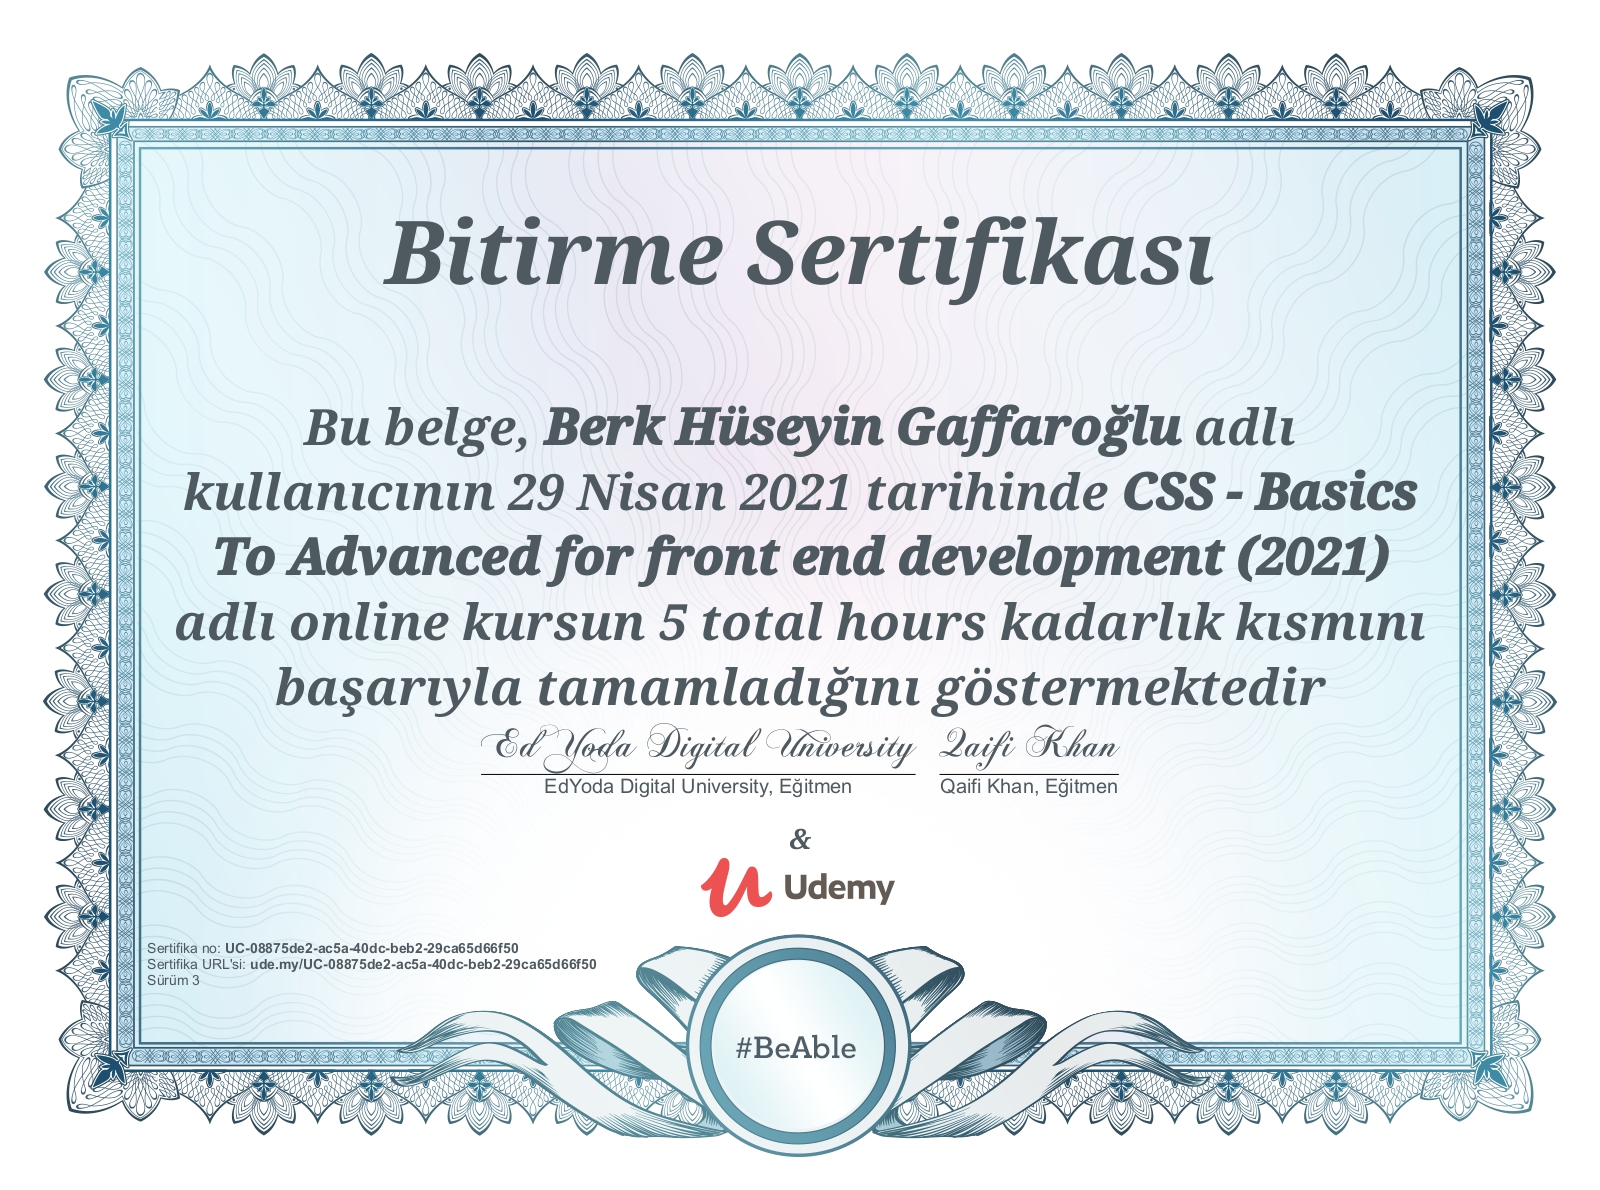 Bitirme Sertifikası
Bu belge, Berk Hüseyin Gaffaroğlu adlı
kullanıcının 29 Nisan 2021 tarihinde CSS - Basics
To Advanced for front end development (2021)
adlı online kursun 5 total hours kadarlık kısmını
başarıyla tamamladığını göstermektedir
Ed Yoda Digital University Qaifi Khan
EdYoda Digital University, Eğitmen Qaifi Khan, Eğitmen
&
Udemy
Sertifika no: UC-08875de2-ac5a-40dc-beb2-29ca65d66f50
Sertifika URL'si: ude.my/UC-08875de2-ac5a-40dc-beb2-29ca65d66f50
Sürüm 3
#BeAble